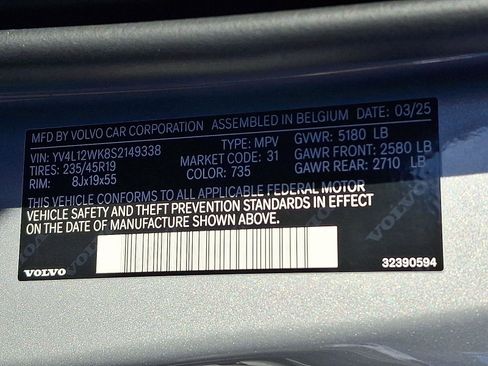 MFD BY VOLVO CAR CORPORATION ASSEMBLED IN BELGIUM DATE: 03/25
VIN: YV4L12WK8S2149338 TYPE: MPV GVWR: 5180 LB
TIRES: 235/45R19 MARKET CODE: 31 GAWR FRONT: 2580 LB
RIM: 8Jx19x55 COLOR: 735 GAWR REAR: 2710 LB
THIS VEHICLE CONFORMS TO ALL APPLICABLE FEDERAL MOTOR
VEHICLE SAFETY AND THEFT PREVENTION STANDARDS IN EFFECT
ON THE DATE OF MANUFACTURE SHOWN ABOVE.
VOLVO 32390594